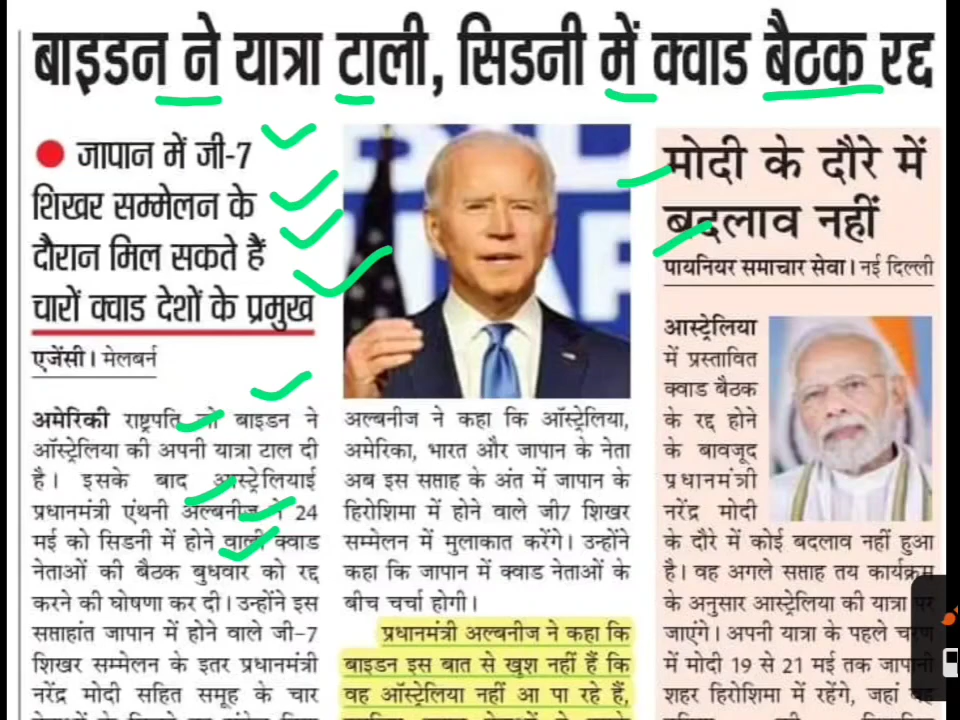 बाइडन ने यात्रा टाली, सिडनी में क्वाड बैठक रद्द
जापान में जी-7
शिखर सम्मेलन के
दौरान मिल सकते हैं
चारों क्वाड देशों के प्रमुख
एजेंसी। मेलबर्न
अमेरिकी राष्ट्रपति जो बाइडन ने
ऑस्ट्रेलिया की अपनी यात्रा टाल दी
है। इसके बाद आस्ट्रेलियाई
प्रधानमंत्री एंथनी अल्बनीज ने 24
मई को सिडनी में होने वाली क्वाड
नेताओं की बैठक बुधवार को रद्द
करने की घोषणा कर दी। उन्होंने इस
सप्ताहांत जापान में होने वाले जी-7
शिखर सम्मेलन के इतर प्रधानमंत्री
नरेंद्र मोदी सहित समूह के चार
अल्बनीज ने कहा कि ऑस्ट्रेलिया,
अमेरिका, भारत और जापान के नेता
अब इस सप्ताह के अंत में जापान के
हिरोशिमा में होने वाले जी7 शिखर
सम्मेलन में मुलाकात करेंगे। उन्होंने
कहा कि जापान में क्वाड नेताओं के
बीच चर्चा होगी।
प्रधानमंत्री अल्बनीज ने कहा कि
बाइडन इस बात से खुश नहीं हैं कि
वह ऑस्ट्रेलिया नहीं आ पा रहे हैं,
मोदी के दौरे में
बदलाव नहीं
पायनियर समाचार सेवा। नई दिल्ली
आस्ट्रेलिया
में प्रस्तावित
क्वाड बैठक
के रद्द होने
के बावजूद
प्रधानमंत्री
नरेंद्र मोदी
के दौरे में कोई बदलाव नहीं हुआ
है। वह अगले सप्ताह तय कार्यक्रम
के अनुसार आस्ट्रेलिया की यात्रा पर
जाएंगे। अपनी यात्रा के पहले चरण
में मोदी 19 से 21 मई तक जापानी
शहर हिरोशिमा में रहेंगे, जहां वह